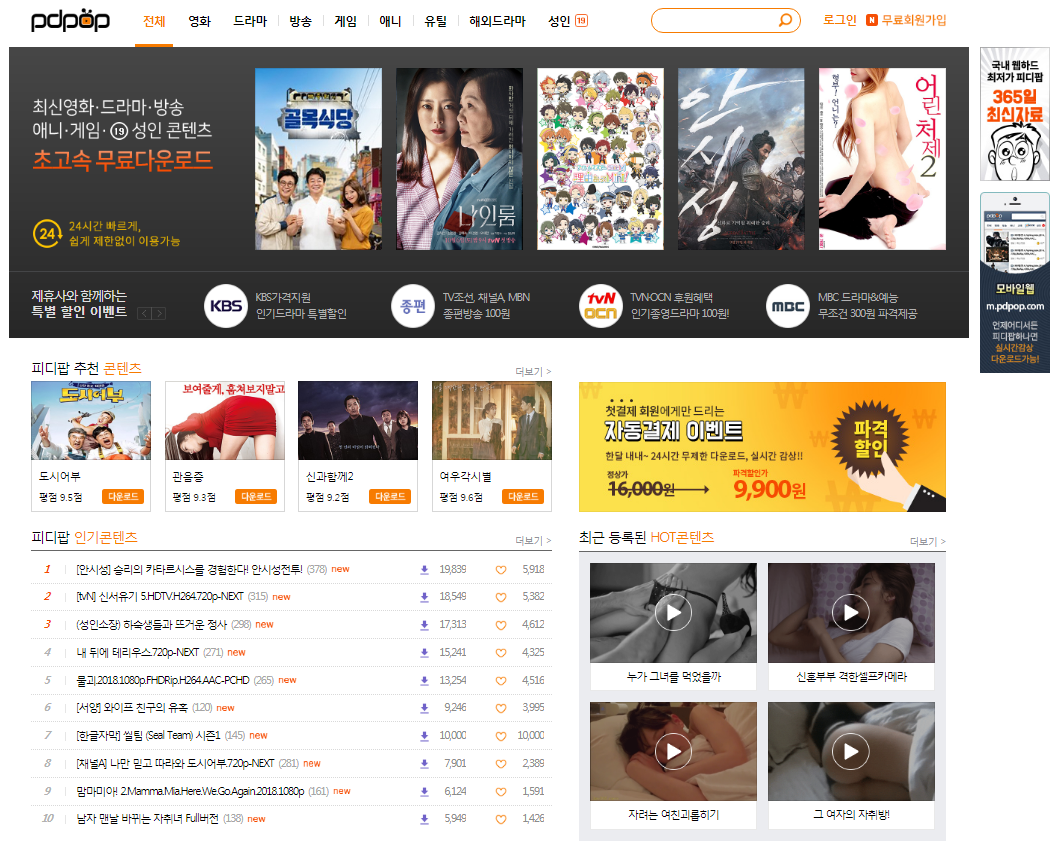 pdpop
전체 영화 드라마 방송 게임 애니 유틸 해외드라마 성인 19
로그인 N 무료회원가입
최신영화·드라마·방송
애니·게임·19 성인 콘텐츠
초고속 무료다운로드
24 24시간 빠르게,
쉽게 제한없이 이용가능
골목식당
나인룸
안시성
형부! 언니는?
어린 처제 2
국내 웹하드
최저가 피디팝
365일
최신자료
모바일웹
m.pdpop.com
언제어디서든
피디팝하나면
실시간감상
다운로드가능!
제휴사와 함께하는
특별 할인 이벤트 < >
KBS KBS가격지원
인기드라마 특별할인
종편 TV조선, 채널A, MBN
종편방송 100원
tvN OCN TVN·OCN 후원혜택
인기종영드라마 100원!
MBC MBC 드라마&예능
무조건 300원 파격제공
피디팝 추천 콘텐츠 더보기 >
도시어부
보여줄게, 훔쳐보지말고
도시어부 관음증 신과함께2 여우각시별
평점 9.5점 다운로드 평점 9.3점 다운로드 평점 9.2점 다운로드 평점 9.6점 다운로드
첫결제 회원에게만 드리는
자동결제 이벤트
한달 내내~ 24시간 무제한 다운로드, 실시간 감상!!
정상가 파격할인가
16,000원 9,900원
파격
할인
피디팝 인기콘텐츠 더보기 >
1 [안시성] 승리의 카타르시스를 경험한다! 안시성전투! (378) new 19,839 5,918
2 [tvN] 신서유기 5.HDTV.H264.720p-NEXT (315) new 18,549 5,382
3 (성인소장) 하숙생들과 뜨거운 정사 (298) new 17,313 4,612
4 내 뒤에 테리우스.720p-NEXT (271) new 15,241 4,325
5 물괴.2018.1080p.FHDRip.H264.AAC-PCHD (265) new 13,254 4,516
6 [서양] 와이프 친구의 유혹 (120) new 9,246 3,995
7 [한글자막] 씰팀 (Seal Team) 시즌1 (145) new 10,000 10,000
8 [채널A] 나만 믿고 따라와 도시어부.720p-NEXT (281) new 7,901 2,389
9 맘마미아! 2.Mamma.Mia.Here.We.Go.Again.2018.1080p (161) new 6,124 1,591
10 남자 맨날 바뀌는 자취녀 Full버전 (138) new 5,949 1,426
최근 등록된 HOT콘텐츠 더보기 >
누가 그녀를 먹었을까 신혼부부 격한셀프카메라
자려는 여친괴롭히기 그 여자의 자취방!